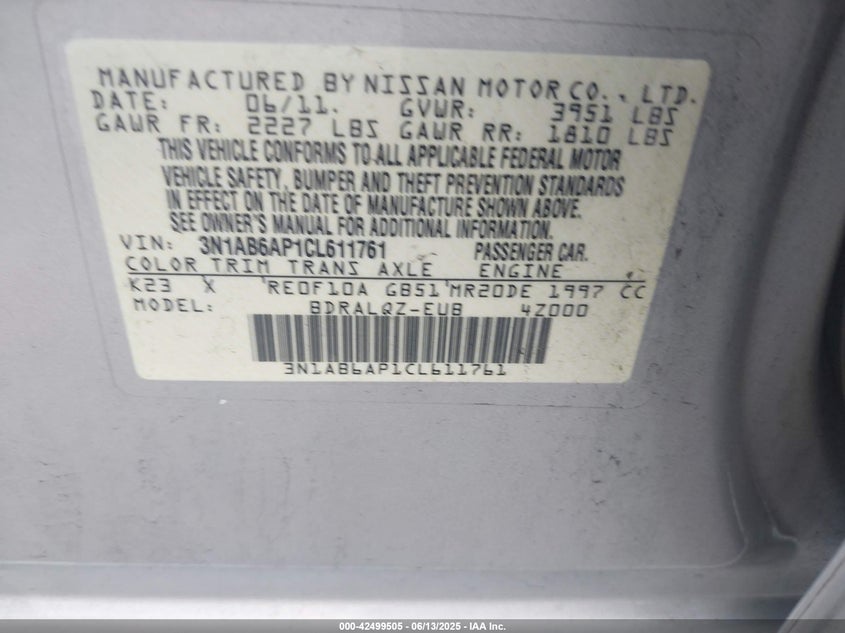 MANUFACTURED BY NISSAN MOTOR CO., LTD.
DATE: 06/11. GVWR: 3951 LBS
GAWR FR: 2227 LBS GAWR RR: 1810 LBS
THIS VEHICLE CONFORMS TO ALL APPLICABLE FEDERAL MOTOR
VEHICLE SAFETY, BUMPER AND THEFT PREVENTION STANDARDS
IN EFFECT ON THE DATE OF MANUFACTURE SHOWN ABOVE.
SEE OWNER'S MANUAL FOR ADDITIONAL INFORMATION.
VIN: 3N1AB6AP1CL611761 PASSENGER CAR.
COLOR TRIM TRANS AXLE ENGINE
K23 X RE0F10A GB51 MR20DE 1997 CC
MODEL: BDRALQZ-EUB 4Z000
3N1AB6AP1CL611761
000-42499505 - 06/13/2025 - IAA Inc.